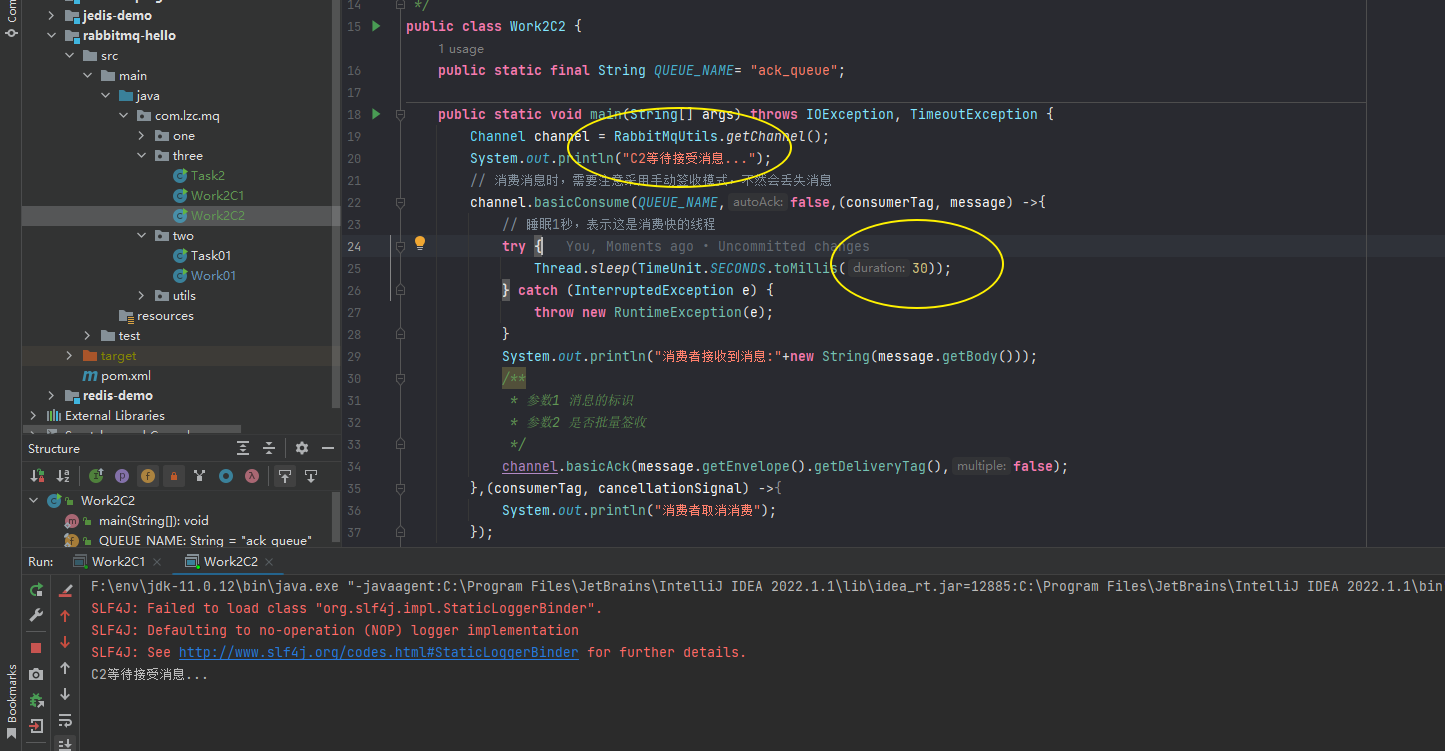 Com
jedis-demo
rabbitmq-hello
src
main
java
com.lzc.mq
one
three
Task2
Work2C1
Work2C2
two
Task01
Work01
utils
resources
test
target
pom.xml
redis-demo
External Libraries
14 */
15 public class Work2C2 {
1 usage
16 public static final String QUEUE_NAME= "ack_queue";
17
18 public static void main(String[] args) throws IOException, TimeoutException {
19 Channel channel = RabbitMqUtils.getChannel();
20 System.out.println("C2等待接受消息...");
21 // 消费消息时,需要注意采用手动签收模式,不然会丢失消息
22 channel.basicConsume(QUEUE_NAME, autoAck: false,(consumerTag, message) ->{
23 // 睡眠1秒,表示这是消费快的线程
24 try { You, Moments ago • Uncommitted changes
25 Thread.sleep(TimeUnit.SECONDS.toMillis( duration: 30));
26 } catch (InterruptedException e) {
27 throw new RuntimeException(e);
28 }
29 System.out.println("消费者接收到消息:"+new String(message.getBody()));
30 /**
31 * 参数1 消息的标识
32 * 参数2 是否批量签收
33 */
34 channel.basicAck(message.getEnvelope().getDeliveryTag(), multiple: false);
35 },(consumerTag, cancellationSignal) ->{
36 System.out.println("消费者取消消费");
37 });
Structure
Work2C2
main(String[]): void
QUEUE_NAME: String = "ack_queue"
Run: Work2C1 Work2C2
F:\env\jdk-11.0.12\bin\java.exe "-javaagent:C:\Program Files\JetBrains\IntelliJ IDEA 2022.1.1\lib\idea_rt.jar=12885:C:\Program Files\JetBrains\IntelliJ IDEA 2022.1.1\bin
SLF4J: Failed to load class "org.slf4j.impl.StaticLoggerBinder".
SLF4J: Defaulting to no-operation (NOP) logger implementation
SLF4J: See http://www.slf4j.org/codes.html#StaticLoggerBinder for further details.
C2等待接受消息...
Bookmarks